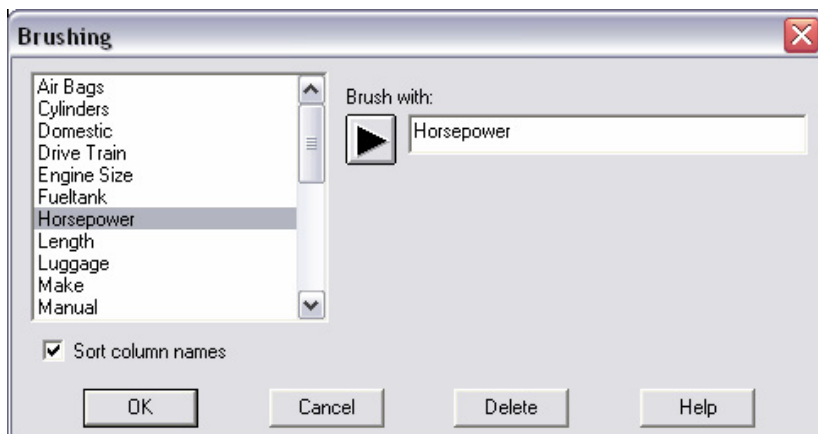 Brushing
Air Bags
Cylinders
Domestic
Drive Train
Engine Size
Fueltank
Horsepower
Length
Luggage
Make
Manual
Brush with:
Horsepower
Sort column names
OK
Cancel
Delete
Help